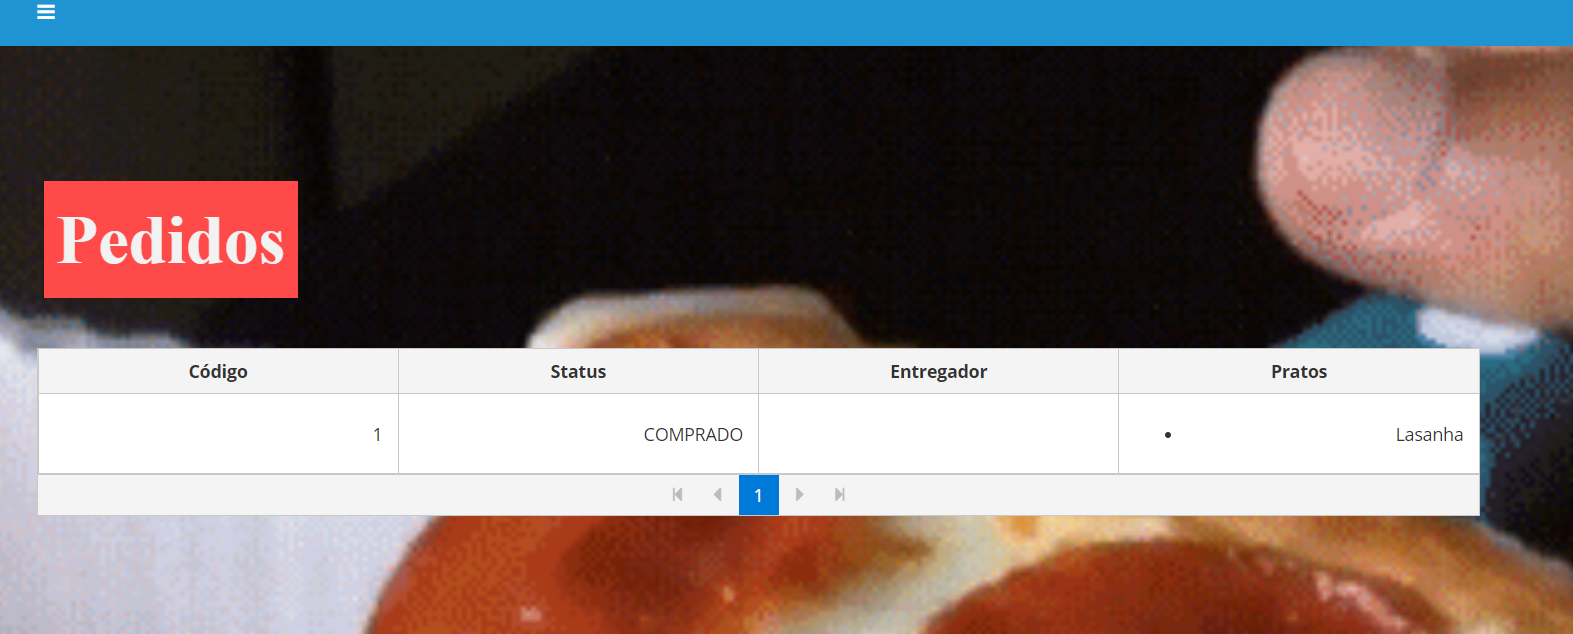 Pedidos
Código Status Entregador Pratos
1 COMPRADO • Lasanha
1